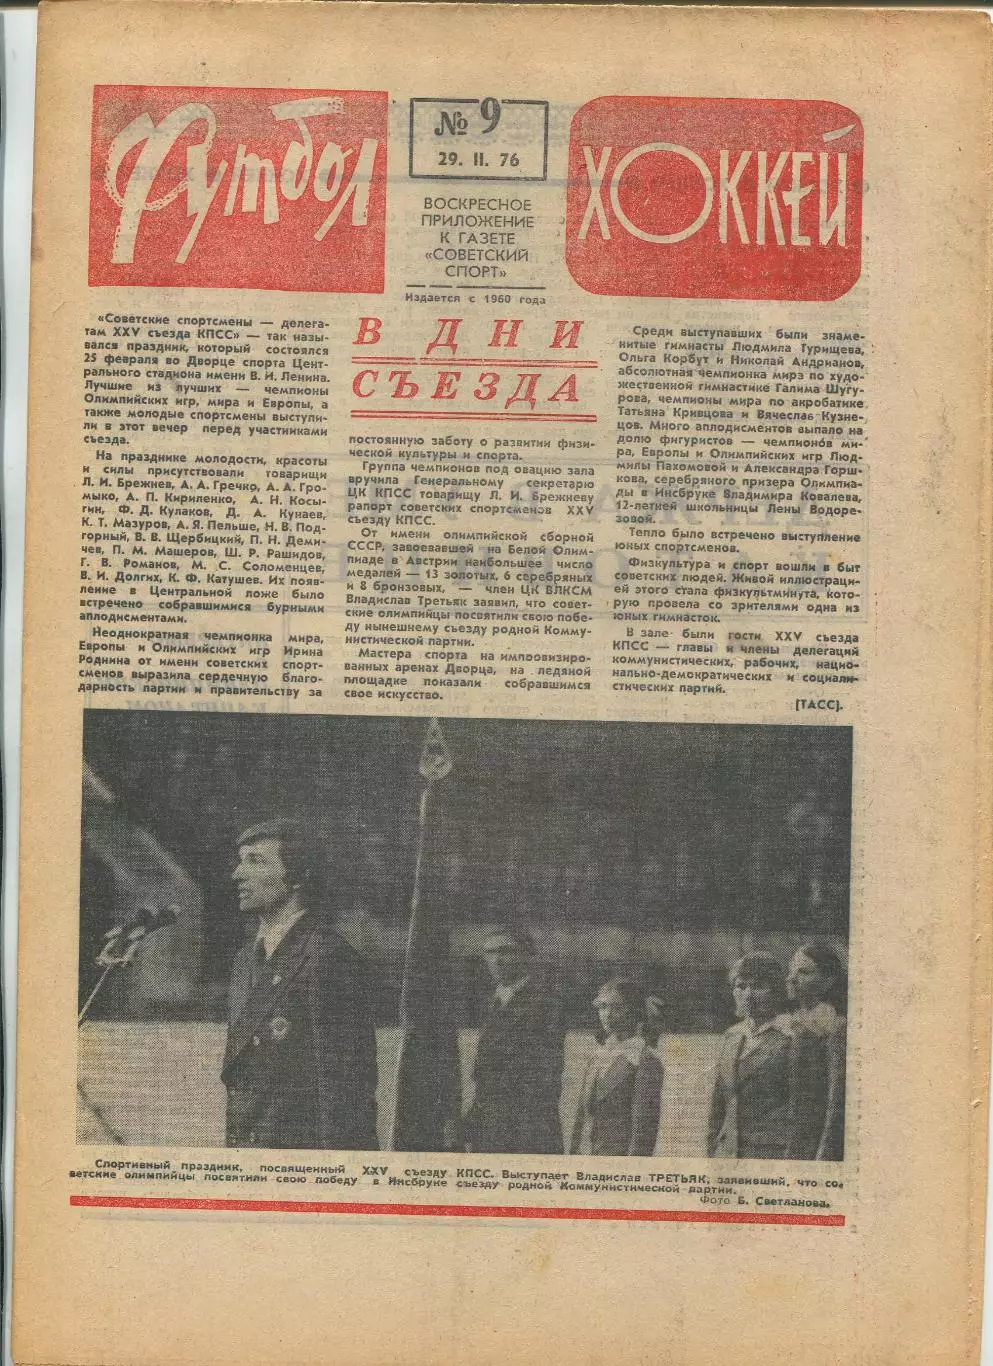 Футбол
№ 9
29. II. 76
ХОККЕЙ
ВОСКРЕСНОЕ
ПРИЛОЖЕНИЕ
К ГАЗЕТЕ
«СОВЕТСКИЙ
СПОРТ»
Издается с 1960 года
В ДНИ
СЪЕЗДА
«Советские спортсмены — делега-
там XXV съезда КПСС» — так назы-
вался праздник, который состоялся
25 февраля во Дворце спорта Цент-
рального стадиона имени В. И. Ленина.
Лучшие из лучших — чемпионы
Олимпийских игр, мира и Европы, а
также молодые спортсмены выступи-
ли в этот вечер перед участниками
съезда.
На празднике молодости, красоты
и силы присутствовали товарищи
Л. И. Брежнев, А. А. Гречко, А. А. Гро-
мыко, А. П. Кириленко, А. Н. Косы-
гин, Ф. Д. Кулаков, Д. А. Кунаев,
К. Т. Мазуров, А. Я. Пельше, Н. В. Под-
горный, В. В. Щербицкий, П. Н. Деми-
чев, П. М. Машеров, Ш. Р. Рашидов,
Г. В. Романов, М. С. Соломенцев,
В. И. Долгих, К. Ф. Катушев. Их появ-
ление в Центральной ложе было
встречено собравшимися бурными
аплодисментами.
Неоднократная чемпионка мира,
Европы и Олимпийских игр Ирина
Роднина от имени советских спорт-
сменов выразила сердечную благо-
дарность партии и правительству за
постоянную заботу о развитии физи-
ческой культуры и спорта.
Группа чемпионов под овацию зала
вручила Генеральному секретарю
ЦК КПСС товарищу Л. И. Брежневу
рапорт советских спортсменов XXV
съезду КПСС.
От имени олимпийской сборной
СССР, завоевавшей на Белой Олим-
пиаде в Австрии наибольшее число
медалей — 13 золотых, 6 серебряных
и 8 бронзовых, — член ЦК ВЛКСМ
Владислав Третьяк заявил, что совет-
ские олимпийцы посвятили свою побе-
ду нынешнему съезду родной Комму-
нистической партии.
Мастера спорта на импровизиро-
ванных аренах Дворца, на ледяной
площадке показали собравшимся
свое искусство.
Среди выступавших были знаме-
нитые гимнасты Людмила Турищева,
Ольга Корбут и Николай Андрианов,
абсолютная чемпионка мира по худо-
жественной гимнастике Галима Шугу-
рова, чемпионы мира по акробатике
Татьяна Кривцова и Вячеслав Кузне-
цов. Много аплодисментов выпало на
долю фигуристов — чемпионов ми-
ра, Европы и Олимпийских игр Люд-
милы Пахомовой и Александра Горш-
кова, серебряного призера Олимпиа-
ды в Инсбруке Владимира Ковалева,
12-летней школьницы Лены Водоре-
зовой.
Тепло было встречено выступление
юных спортсменов.
Физкультура и спорт вошли в быт
советских людей. Живой иллюстраци-
ей этого стала физкультминутка, кото-
рую провела со зрителями одна из
юных гимнасток.
В зале были гости XXV съезда
КПСС — главы и члены делегаций
коммунистических, рабочих, нацио-
нально-демократических и социали-
стических партий.
[ТАСС].
Спортивный праздник, посвященный XXV съезду КПСС. Выступает Владислав ТРЕТЬЯК, заявивший, что со-
ветские олимпийцы посвятили свою победу в Инсбруке съезду родной Коммунистической партии.
Фото Б. Светланова.